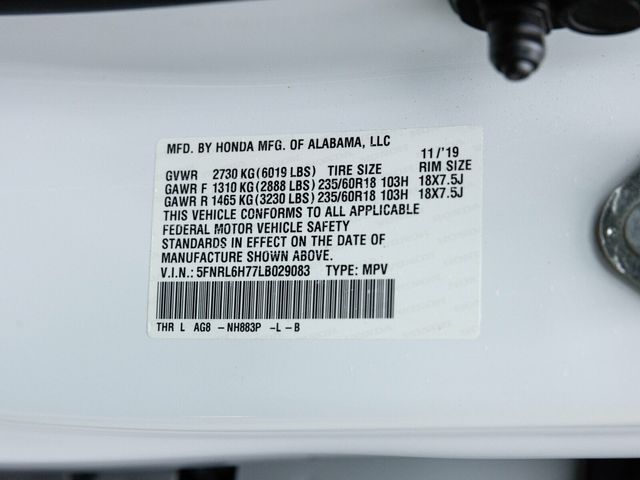 MFD. BY HONDA MFG. OF ALABAMA, LLC
11/'19
GVWR 2730 KG(6019 LBS) TIRE SIZE RIM SIZE
GAWR F 1310 KG(2888 LBS)235/60R18 103H 18X7.5J
GAWR R 1465 KG(3230 LBS)235/60R18 103H 18X7.5J
THIS VEHICLE CONFORMS TO ALL APPLICABLE
FEDERAL MOTOR VEHICLE SAFETY
STANDARDS IN EFFECT ON THE DATE OF
MANUFACTURE SHOWN ABOVE.
V.I.N.: 5FNRL6H77LB029083 TYPE: MPV
THR L AG8 - NH883P -L-B